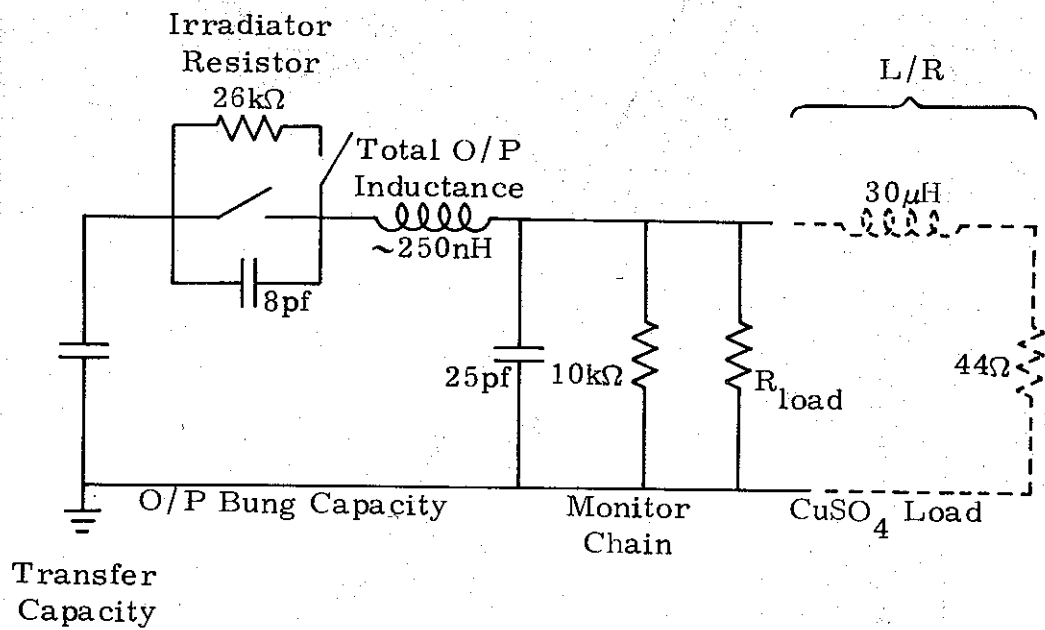 Irradiator
Resistor
26kΩ
L/R
Total O/P
Inductance
~250nH
30μH
8pf
25pf
10kΩ
R_load
44Ω
O/P Bung Capacity
Monitor
Chain
CuSO₄ Load
Transfer
Capacity